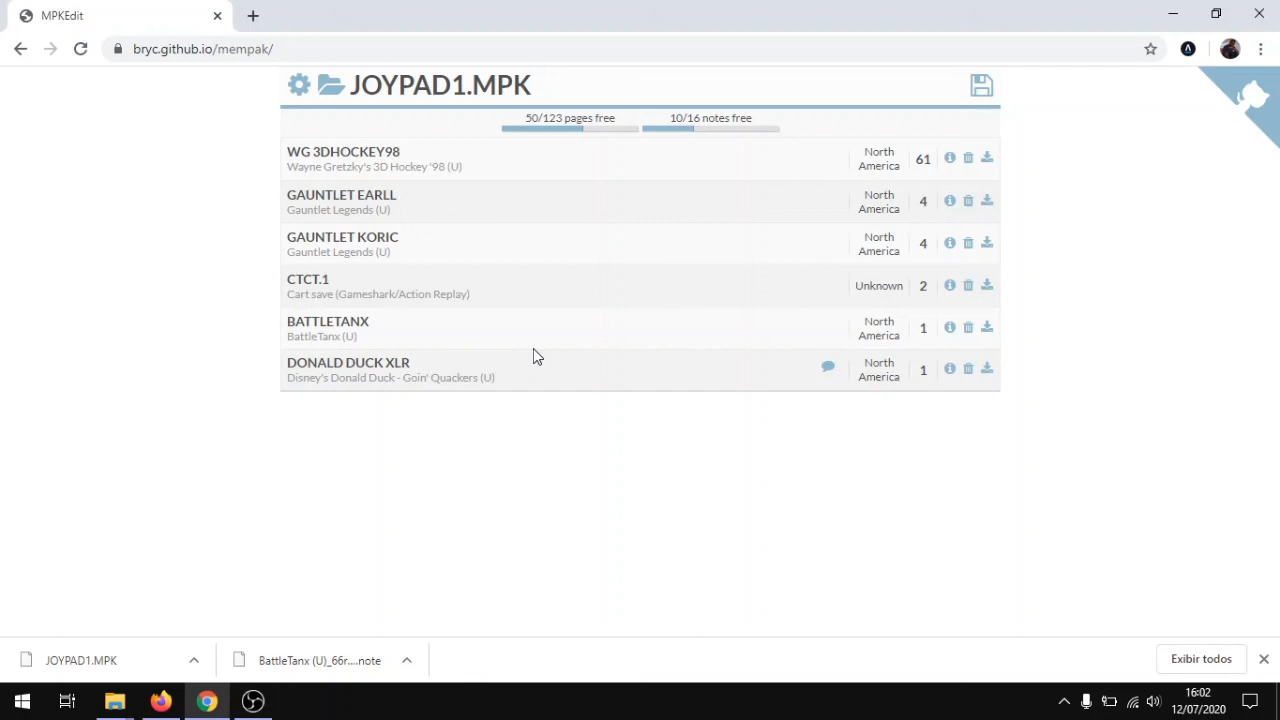 MPKEdit
bryc.github.io/mempak/
JOYPAD1.MPK
50/123 pages free
10/16 notes free
WG 3DHOCKEY98
Wayne Gretzky's 3D Hockey '98 (U)
North
America
61
GAUNTLET EARLL
Gauntlet Legends (U)
North
America
4
GAUNTLET KORIC
Gauntlet Legends (U)
North
America
4
CTCT.1
Cart save (Gameshark/Action Replay)
Unknown
2
BATTLETANX
BattleTanx (U)
North
America
1
DONALD DUCK XLR
Disney's Donald Duck - Goin' Quackers (U)
North
America
1
JOYPAD1.MPK
BattleTanx (U)_66r....note
Exibir todos
16:02
12/07/2020